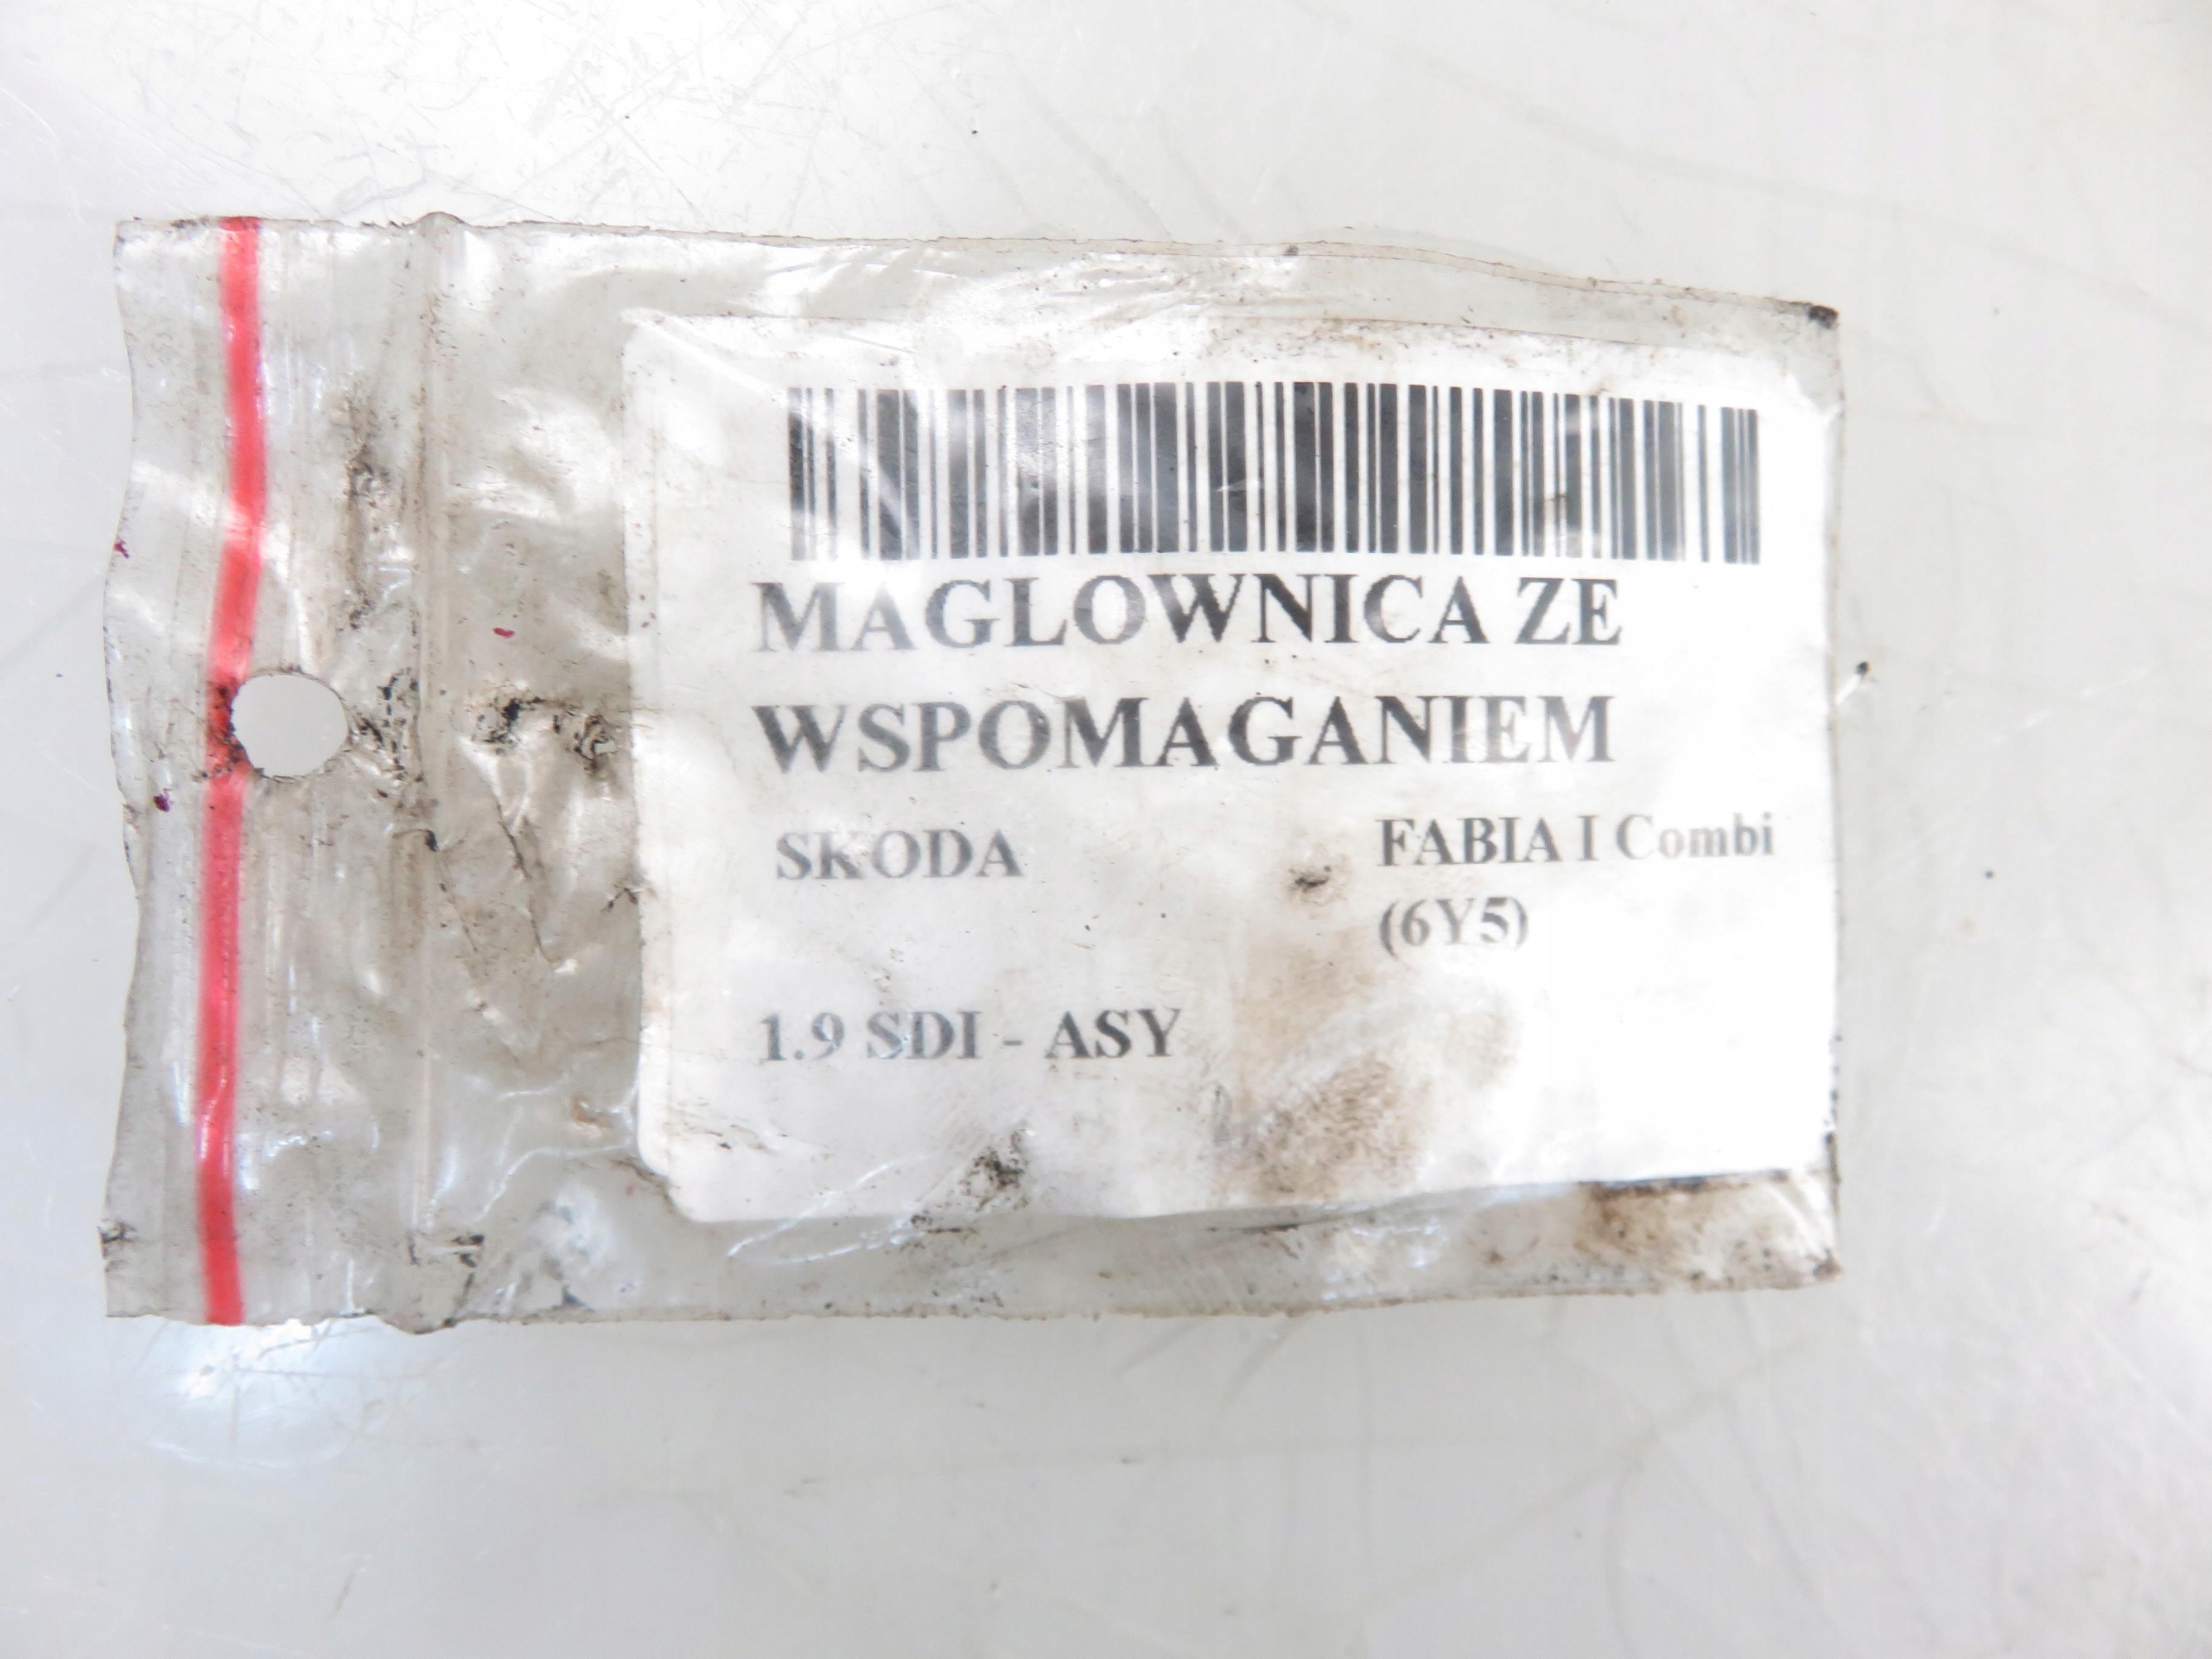 MAGLOWNICA ZE
WSPOMAGANIEM
SKODA FABIA I Combi
(6Y5)
1.9 SDI - ASY